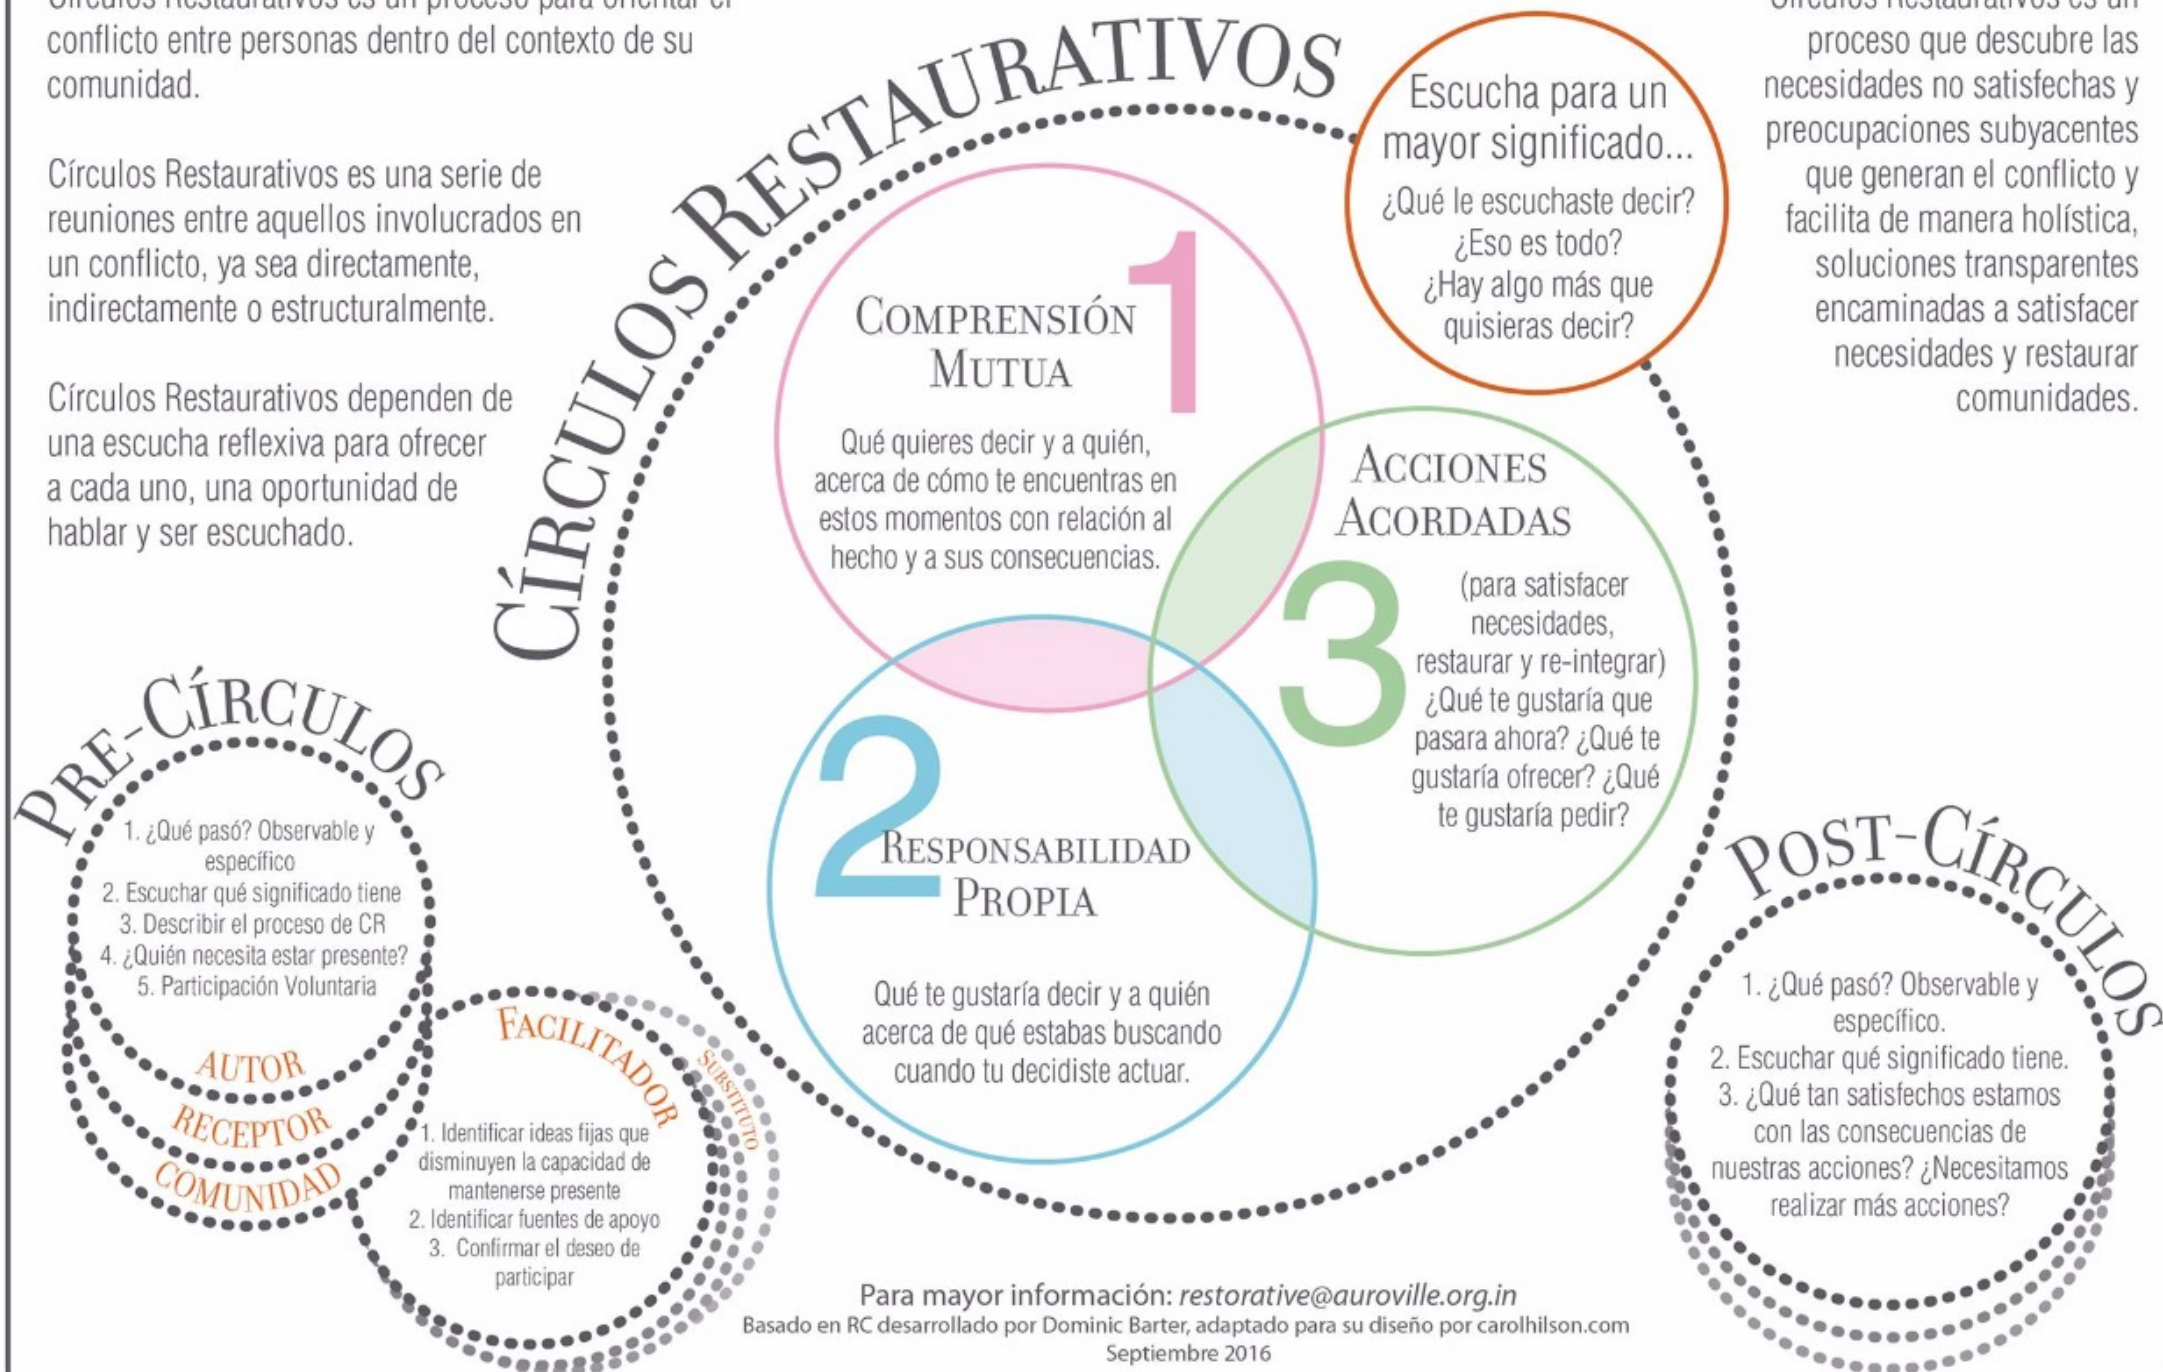 Círculos Restaurativos es un proceso para orientar el
conflicto entre personas dentro del contexto de su
comunidad.
Círculos Restaurativos es una serie de
reuniones entre aquellos involucrados en
un conflicto, ya sea directamente,
indirectamente o estructuralmente.
Círculos Restaurativos dependen de
una escucha reflexiva para ofrecer
a cada uno, una oportunidad de
hablar y ser escuchado.
CÍRCULOS RESTAURATIVOS
Escucha para un
mayor significado...
¿Qué le escuchaste decir?
¿Eso es todo?
¿Hay algo más que
quisieras decir?
Círculos Restaurativos es un
proceso que descubre las
necesidades no satisfechas y
preocupaciones subyacentes
que generan el conflicto y
facilita de manera holística,
soluciones transparentes
encaminadas a satisfacer
necesidades y restaurar
comunidades.
1
COMPRENSIÓN
MUTUA
Qué quieres decir y a quién,
acerca de cómo te encuentras en
estos momentos con relación al
hecho y a sus consecuencias.
2
RESPONSABILIDAD
PROPIA
Qué te gustaría decir y a quién
acerca de qué estabas buscando
cuando tu decidiste actuar.
ACCIONES
ACORDADAS
3
(para satisfacer
necesidades,
restaurar y re-integrar)
¿Qué te gustaría que
pasara ahora? ¿Qué te
gustaría ofrecer? ¿Qué
te gustaría pedir?
PRE-CÍRCULOS
1. ¿Qué pasó? Observable y
específico
2. Escuchar qué significado tiene
3. Describir el proceso de CR
4. ¿Quién necesita estar presente?
5. Participación Voluntaria
AUTOR
RECEPTOR
COMUNIDAD
FACILITADOR
SUBSTITUTO
1. Identificar ideas fijas que
disminuyen la capacidad de
mantenerse presente
2. Identificar fuentes de apoyo
3. Confirmar el deseo de
participar
POST-CÍRCULOS
1. ¿Qué pasó? Observable y
específico.
2. Escuchar qué significado tiene.
3. ¿Qué tan satisfechos estamos
con las consecuencias de
nuestras acciones? ¿Necesitamos
realizar más acciones?
Para mayor información: restorative@auroville.org.in
Basado en RC desarrollado por Dominic Barter, adaptado para su diseño por carolhilson.com
Septiembre 2016